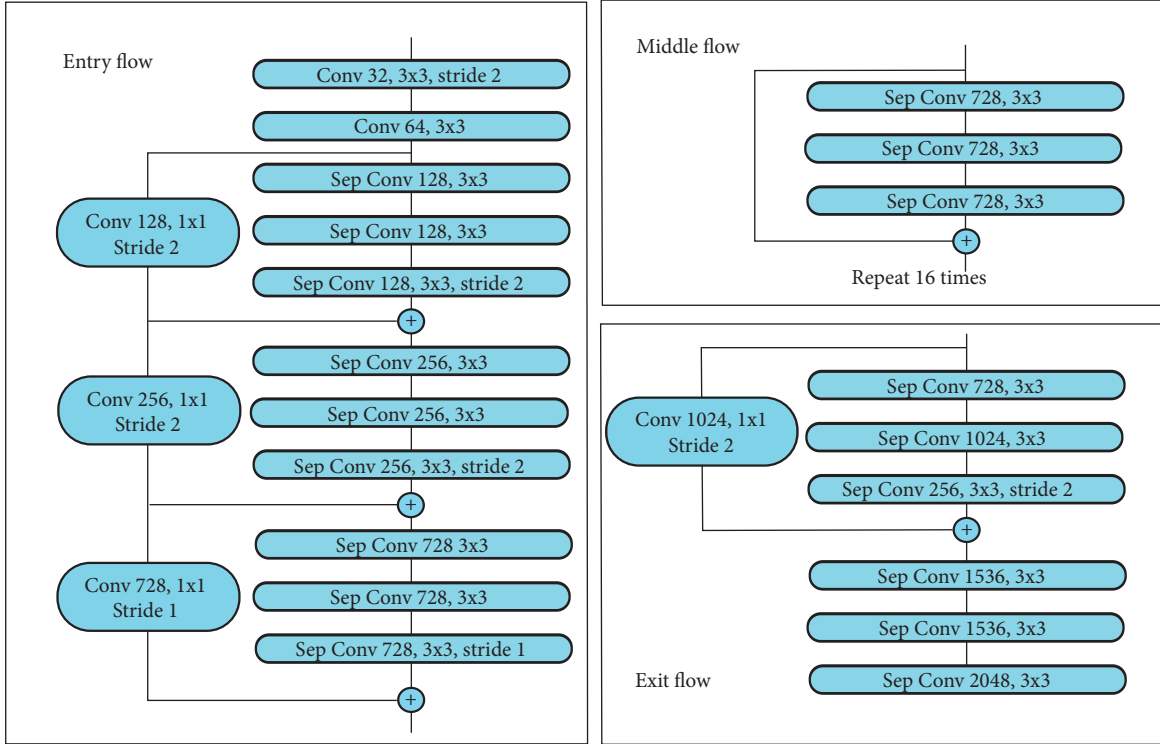 Entry flow
Conv 32, 3x3, stride 2
Conv 64, 3x3
Sep Conv 128, 3x3
Conv 128, 1x1
Stride 2
Sep Conv 128, 3x3
Sep Conv 128, 3x3, stride 2
+
Sep Conv 256, 3x3
Conv 256, 1x1
Stride 2
Sep Conv 256, 3x3
Sep Conv 256, 3x3, stride 2
+
Sep Conv 728 3x3
Conv 728, 1x1
Stride 1
Sep Conv 728, 3x3
Sep Conv 728, 3x3, stride 1
+
Middle flow
Sep Conv 728, 3x3
Sep Conv 728, 3x3
Sep Conv 728, 3x3
+
Repeat 16 times
Sep Conv 728, 3x3
Conv 1024, 1x1
Stride 2
Sep Conv 1024, 3x3
Sep Conv 256, 3x3, stride 2
+
Sep Conv 1536, 3x3
Sep Conv 1536, 3x3
Exit flow
Sep Conv 2048, 3x3